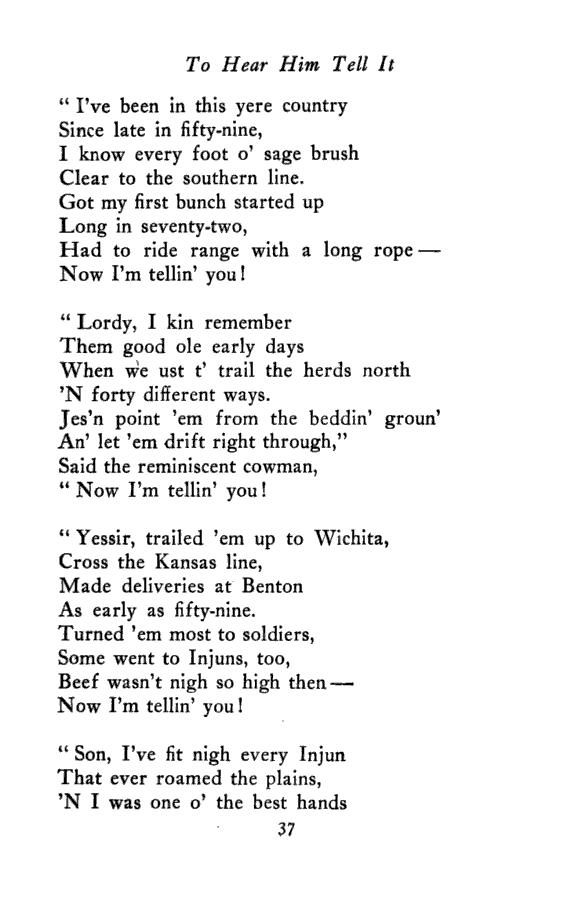 To Hear Him Tell It
“ I've been in this yere country
Since late in fifty-nine,
I know every foot o' sage brush
Clear to the southern line.
Got my first bunch started up
Long in seventy-two,
Had to ride range with a long rope —
Now I'm tellin' you!
“ Lordy, I kin remember
Them good ole early days
When we ust t' trail the herds north
'N forty different ways.
Jes'n point 'em from the beddin' groun'
An' let 'em drift right through,”
Said the reminiscent cowman,
“ Now I'm tellin' you!
“ Yessir, trailed 'em up to Wichita,
Cross the Kansas line,
Made deliveries at Benton
As early as fifty-nine.
Turned 'em most to soldiers,
Some went to Injuns, too,
Beef wasn't nigh so high then —
Now I'm tellin' you!
“ Son, I've fit nigh every Injun
That ever roamed the plains,
'N I was one o' the best hands
37